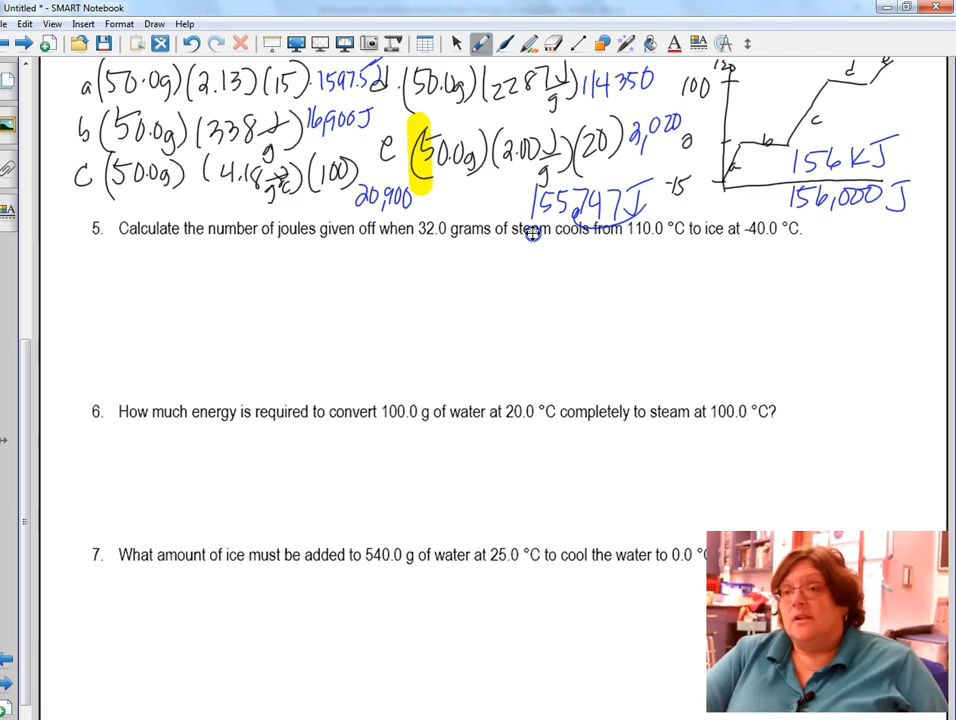 Untitled * - SMART Notebook
Edit View Insert Format Draw Help
a (50.0g)(2.13)(15) 1597.5J d. (50.0g)(2287 J/g) 114350
b (50.0g)(338 J/g) 16,900J e (50.0g)(2.00 J/g)(20) 2,020
c (50.0g) (4.18 J/g°C)(100) 20,900
155,747J
120
100
0
-15
a b c d e
156 KJ
156,000 J
5. Calculate the number of joules given off when 32.0 grams of steam cools from 110.0 °C to ice at -40.0 °C.
6. How much energy is required to convert 100.0 g of water at 20.0 °C completely to steam at 100.0 °C?
7. What amount of ice must be added to 540.0 g of water at 25.0 °C to cool the water to 0.0 °